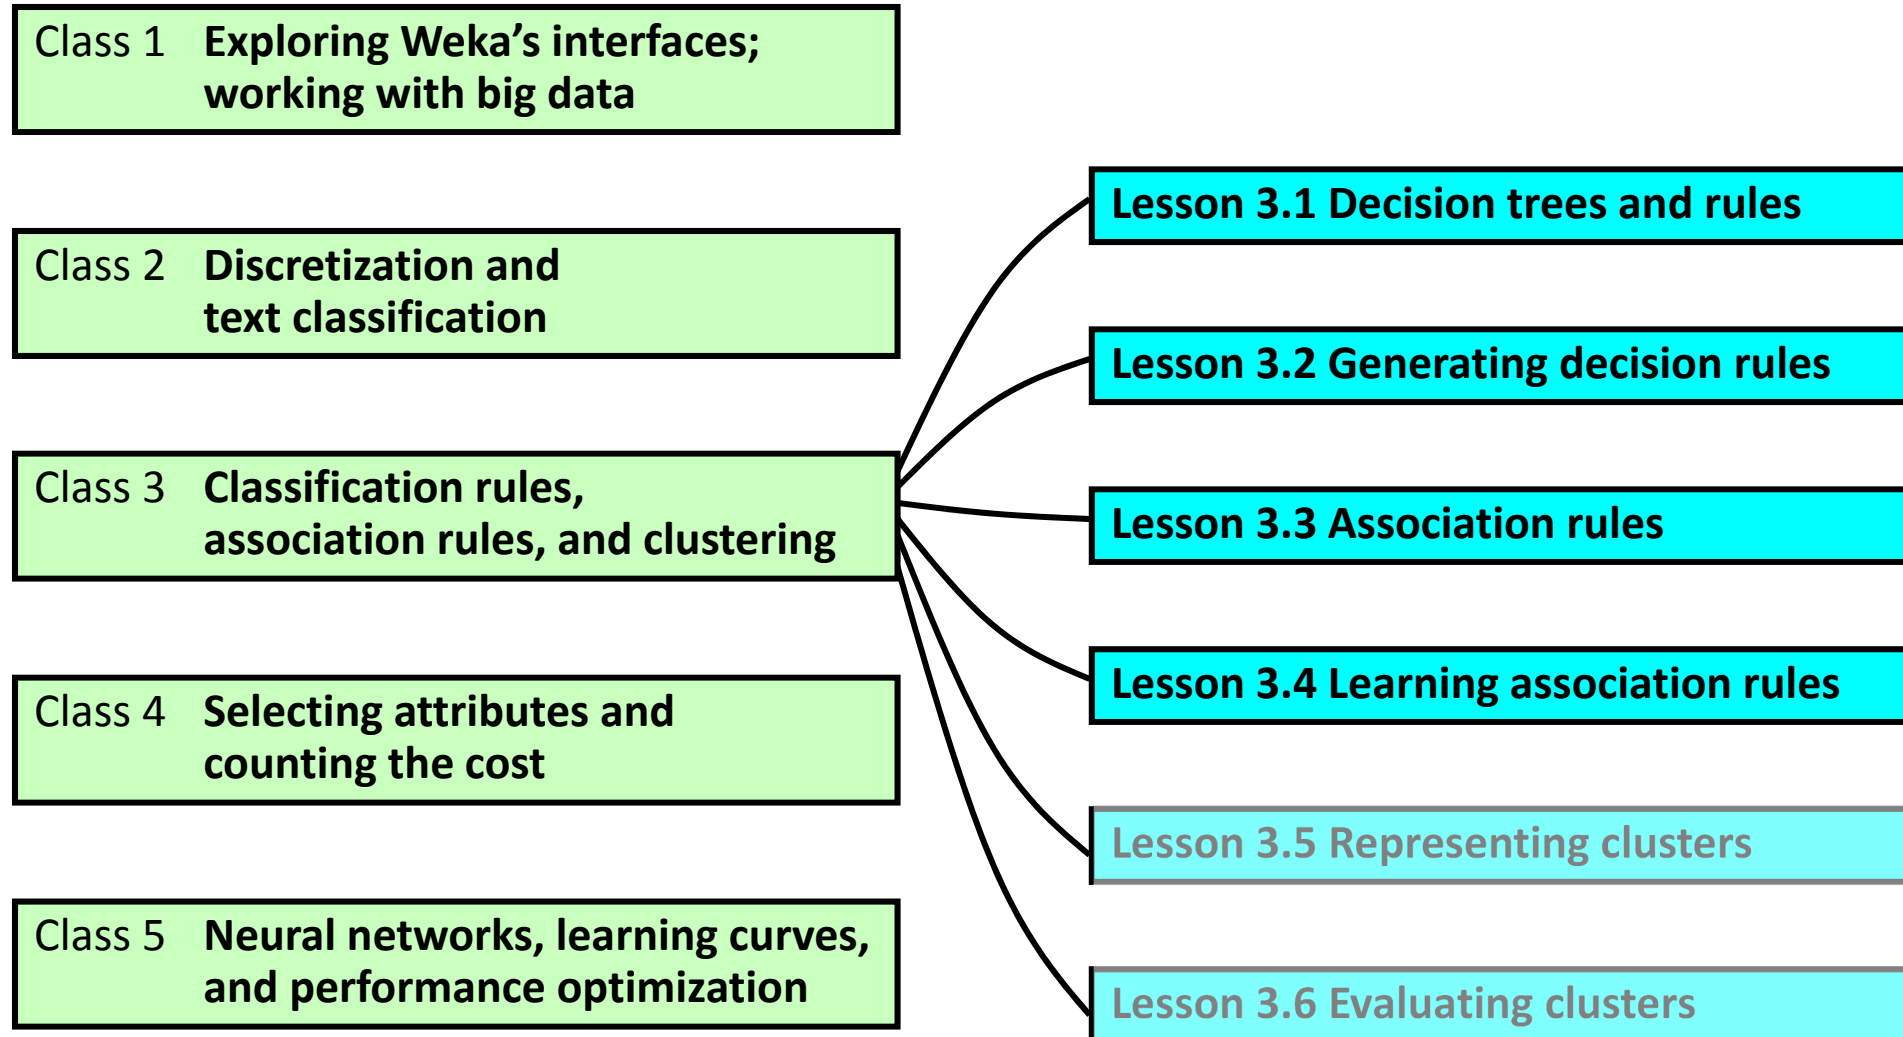 Class 1 Exploring Weka’s interfaces;
working with big data
Class 2 Discretization and
text classification
Class 3 Classification rules,
association rules, and clustering
Class 4 Selecting attributes and
counting the cost
Class 5 Neural networks, learning curves,
and performance optimization
Lesson 3.1 Decision trees and rules
Lesson 3.2 Generating decision rules
Lesson 3.3 Association rules
Lesson 3.4 Learning association rules
Lesson 3.5 Representing clusters
Lesson 3.6 Evaluating clusters